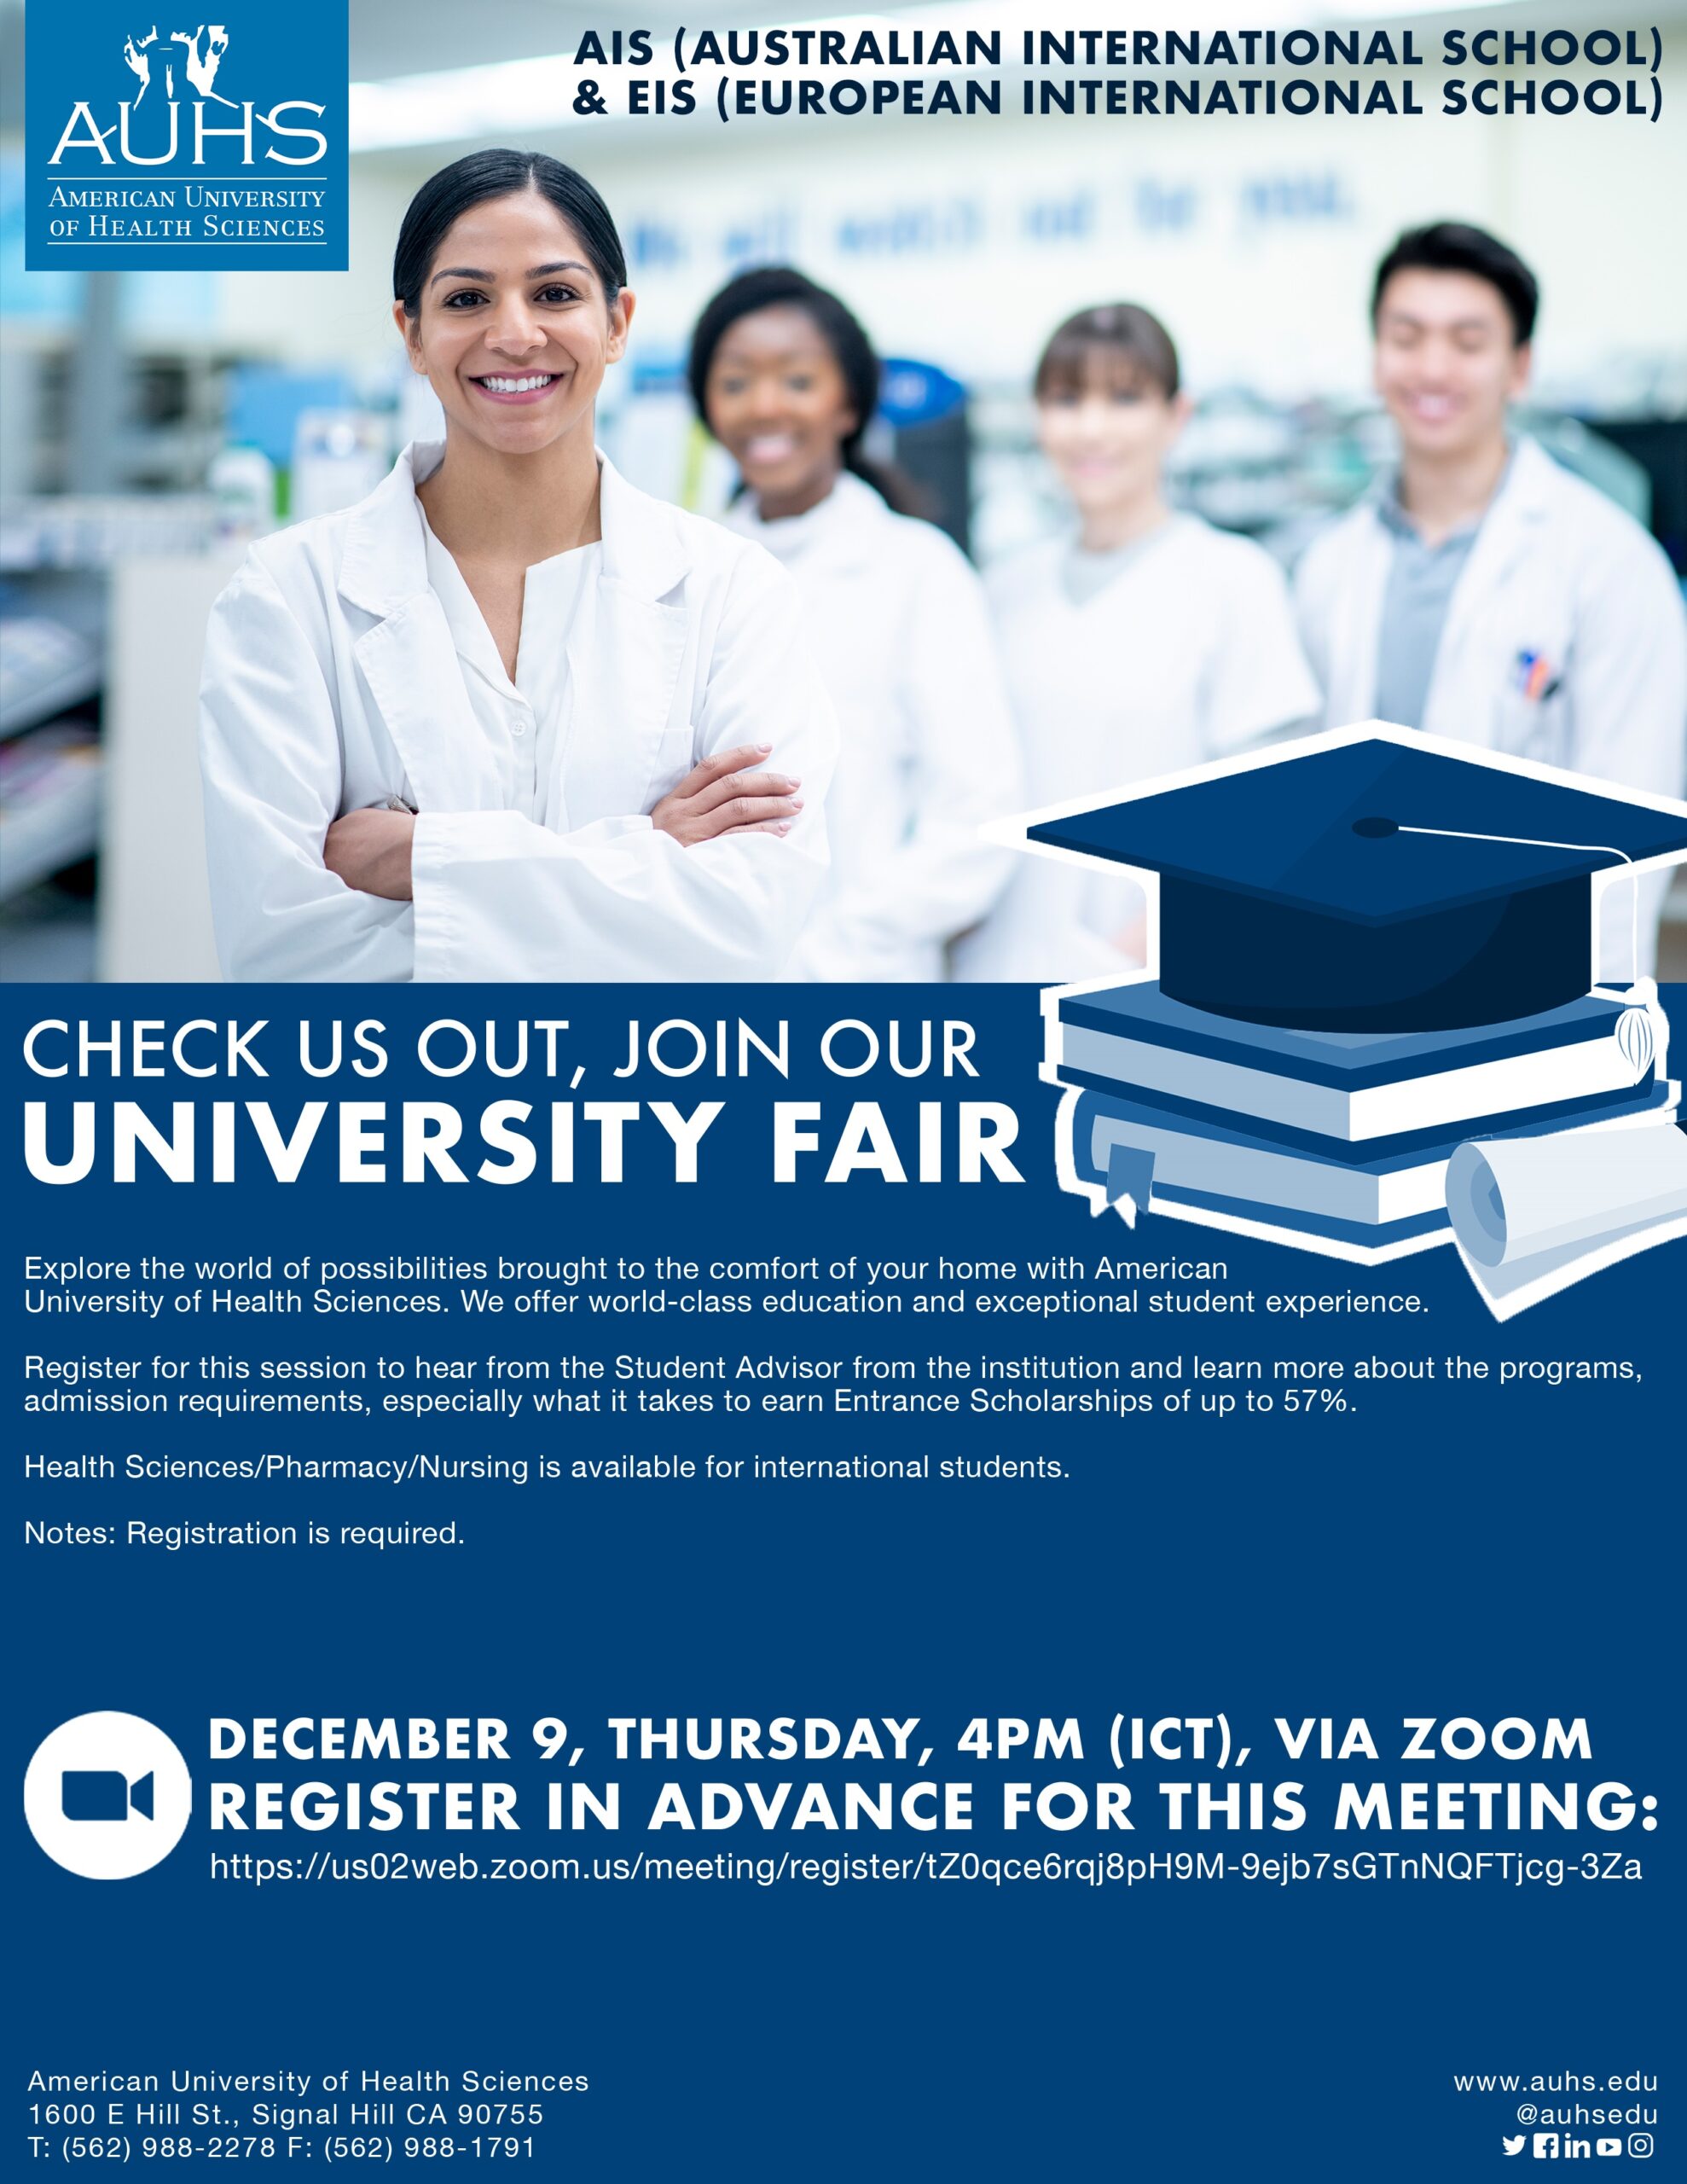 AUHS
AMERICAN UNIVERSITY
OF HEALTH SCIENCES
AIS (AUSTRALIAN INTERNATIONAL SCHOOL)
& EIS (EUROPEAN INTERNATIONAL SCHOOL)
CHECK US OUT, JOIN OUR
UNIVERSITY FAIR
Explore the world of possibilities brought to the comfort of your home with American
University of Health Sciences. We offer world-class education and exceptional student experience.
Register for this session to hear from the Student Advisor from the institution and learn more about the programs,
admission requirements, especially what it takes to earn Entrance Scholarships of up to 57%.
Health Sciences/Pharmacy/Nursing is available for international students.
Notes: Registration is required.
DECEMBER 9, THURSDAY, 4PM (ICT), VIA ZOOM
REGISTER IN ADVANCE FOR THIS MEETING:
https://us02web.zoom.us/meeting/register/tZ0qce6rqj8pH9M-9ejb7sGTnNQFTjcg-3Za
American University of Health Sciences
1600 E Hill St., Signal Hill CA 90755
T: (562) 988-2278 F: (562) 988-1791
www.auhs.edu
@auhsedu